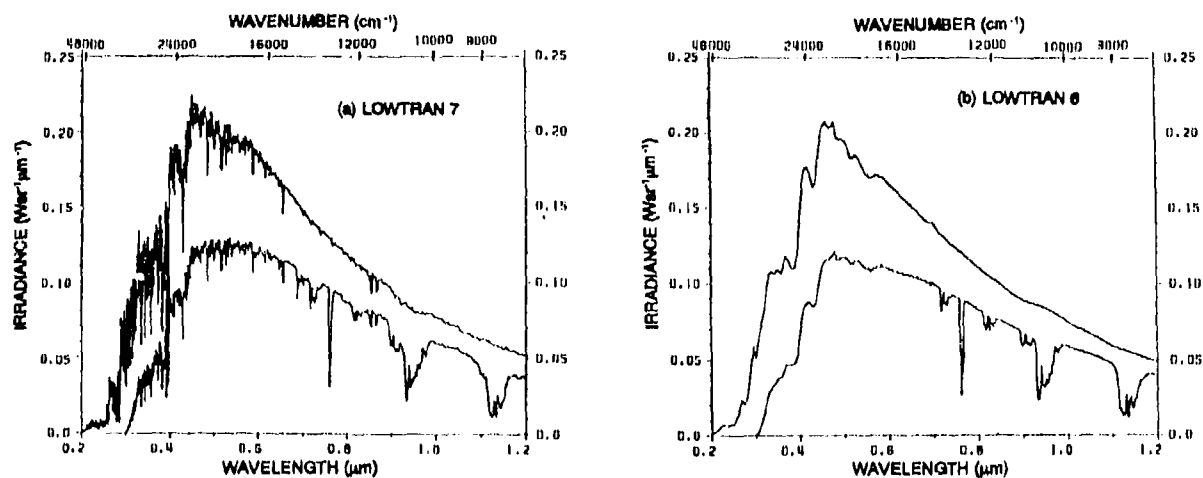 WAVENUMBER (cm⁻¹)
48000 24000 16000 12000 10000 9000
0.25 0.25
(a) LOWTRAN 7
0.20 0.20
0.15 0.15
0.10 0.10
0.05 0.05
0.0 0.0
IRRADIANCE (Wsr⁻¹μm⁻¹)
0.2 0.4 0.6 0.8 1.0 1.2
WAVELENGTH (μm)
WAVENUMBER (cm⁻¹)
48000 24000 16000 12000 10000 9000
0.25 0.25
(b) LOWTRAN 6
0.20 0.20
0.15 0.15
0.10 0.10
0.05 0.05
0.0 0.0
IRRADIANCE (Wsr⁻¹μm⁻¹)
0.2 0.4 0.6 0.8 1.0 1.2
WAVELENGTH (μm)